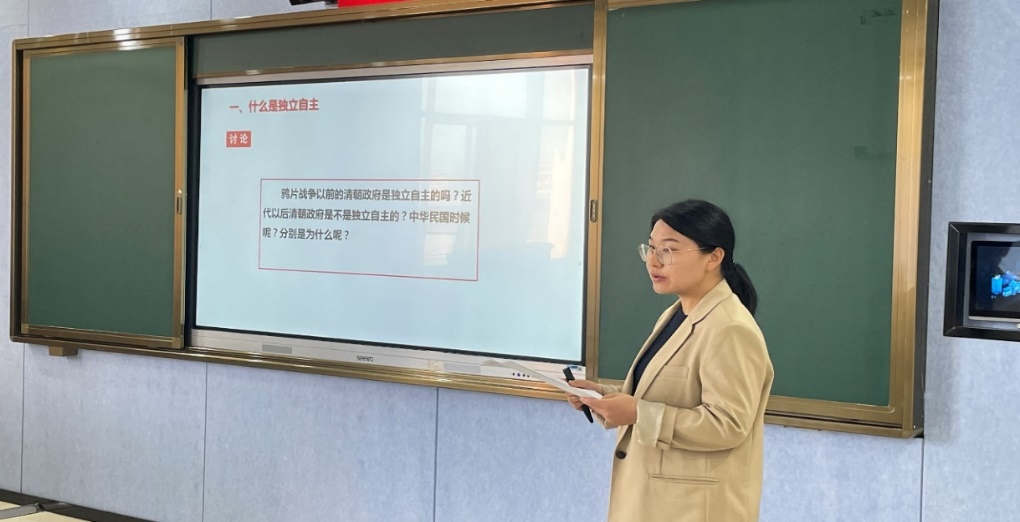 一、什么是独立自主
讨论
鸦片战争以前的清朝政府是独立自主的吗？近
代以后清朝政府是不是独立自主的？中华民国时候
呢？分别是为什么呢？
seewo